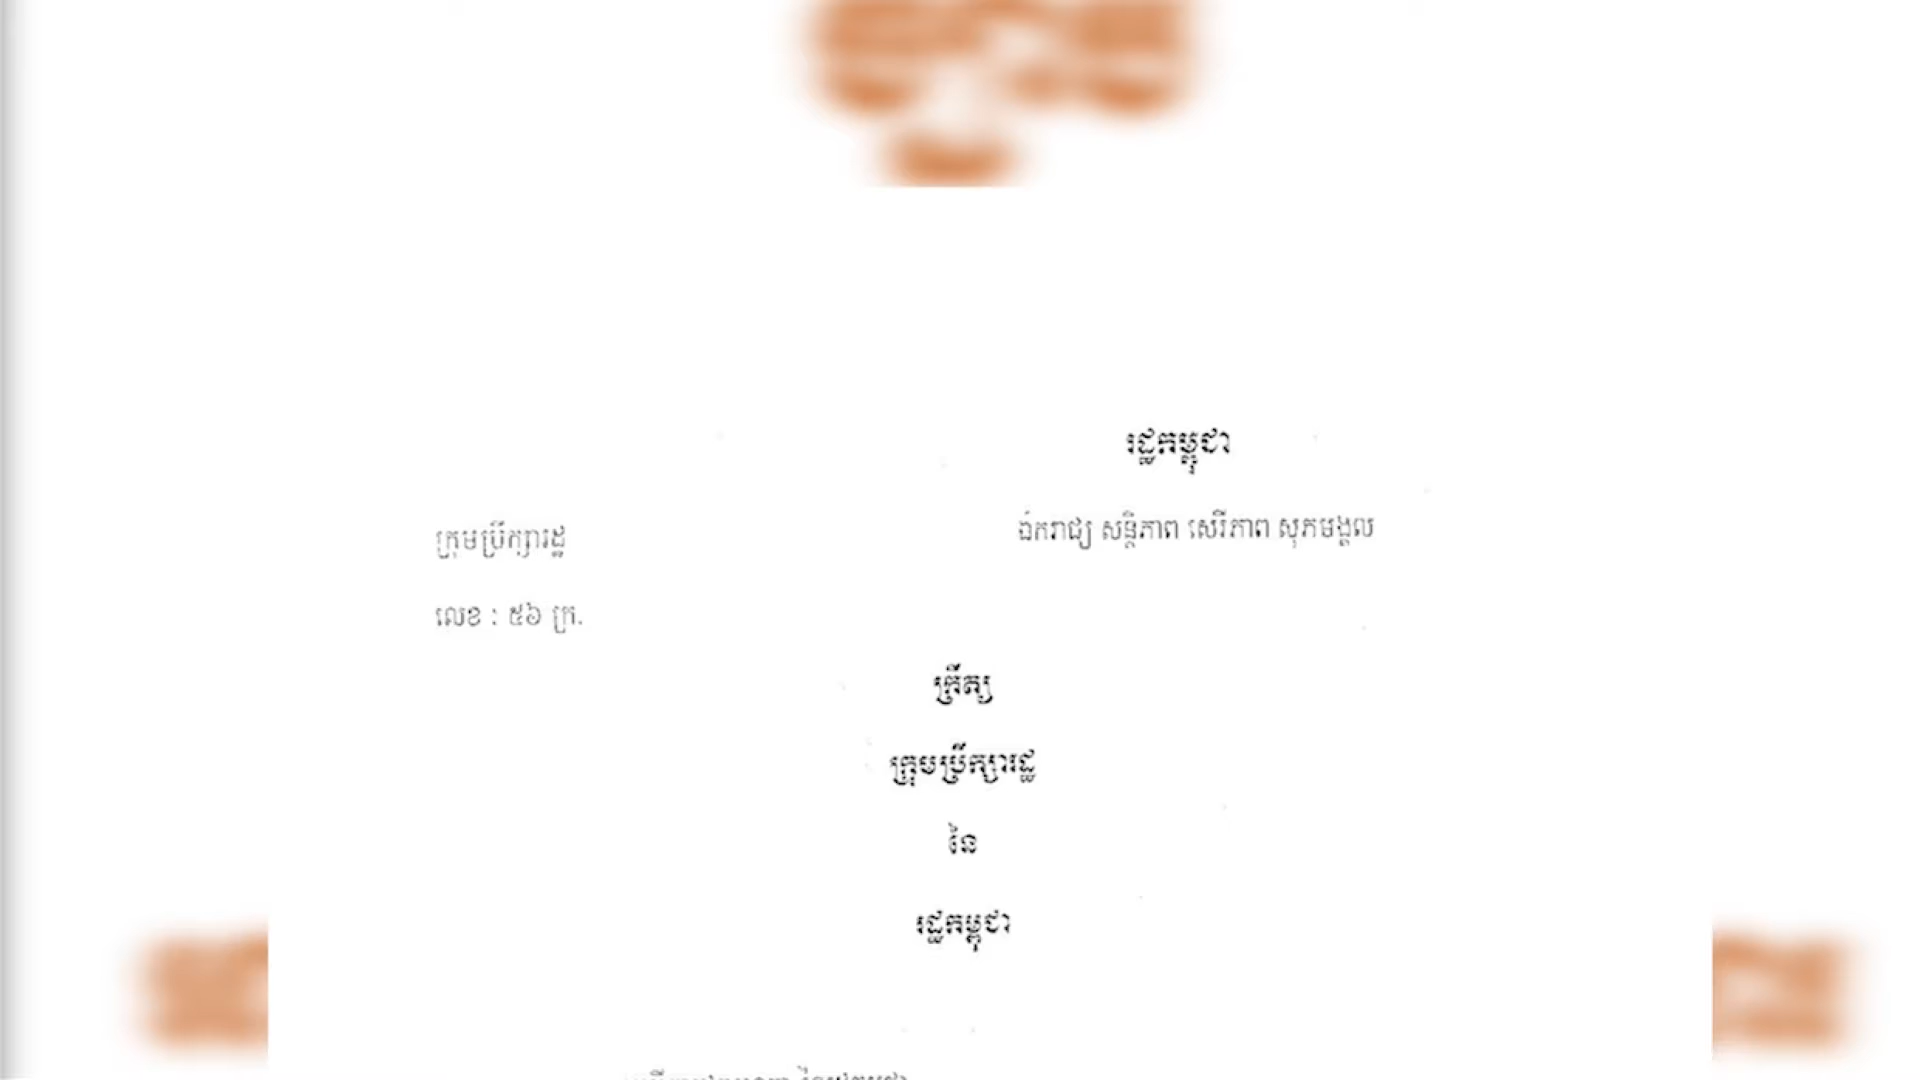 រដ្ឋកម្ពុជា
ឯករាជ្យ សន្តិភាព សេរីភាព សុភមង្គល
ក្រុមប្រឹក្សារដ្ឋ
លេខ : ៥៦ ក្រ.
ក្រឹត្យ
ក្រុមប្រឹក្សារដ្ឋ
នៃ
រដ្ឋកម្ពុជា